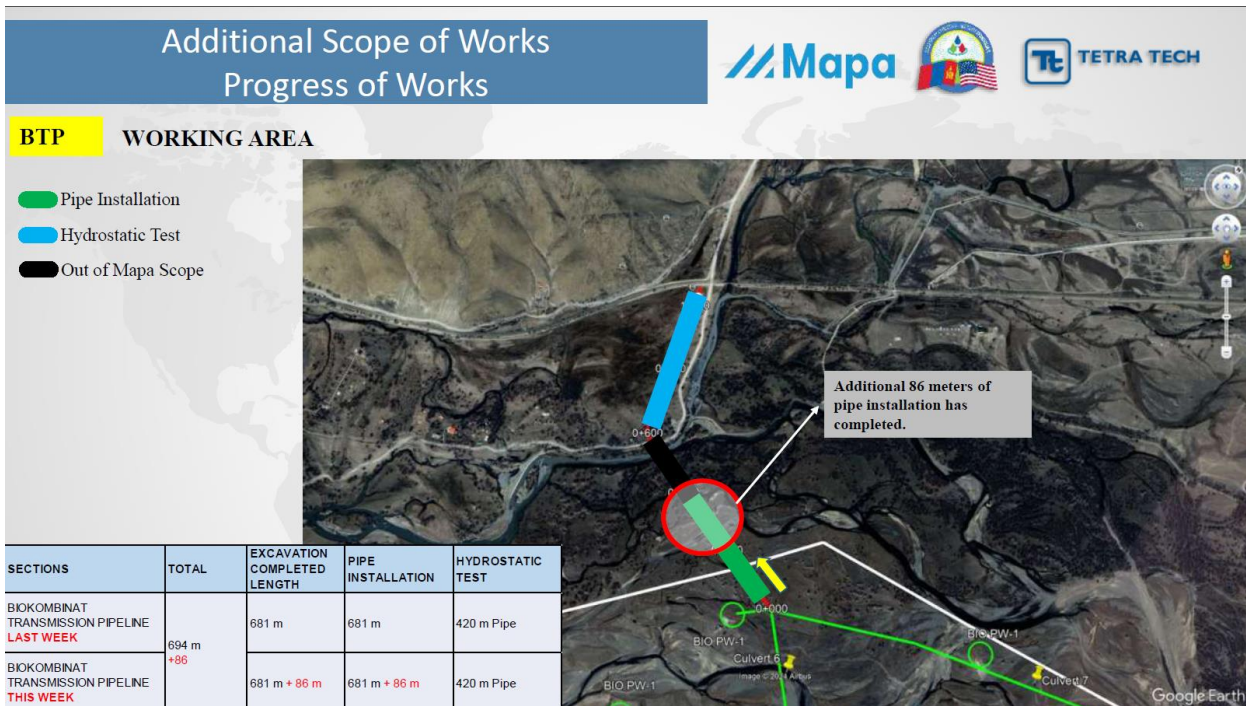 Additional Scope of Works
Progress of Works
Mapa
TETRA TECH
BTP
WORKING AREA
Pipe Installation
Hydrostatic Test
Out of Mapa Scope
Additional 86 meters of
pipe installation has
completed.
0+600
0+000
BIO PW-1
BIO PW-1
Culvert 6
Culvert 7
Image © 2024 Airbus
BIO PW-1
Google Earth
SECTIONS
TOTAL
EXCAVATION
COMPLETED
LENGTH
PIPE
INSTALLATION
HYDROSTATIC
TEST
BIOKOMBINAT
TRANSMISSION PIPELINE
LAST WEEK
694 m
+86
681 m
681 m
420 m Pipe
BIOKOMBINAT
TRANSMISSION PIPELINE
THIS WEEK
681 m + 86 m
681 m + 86 m
420 m Pipe